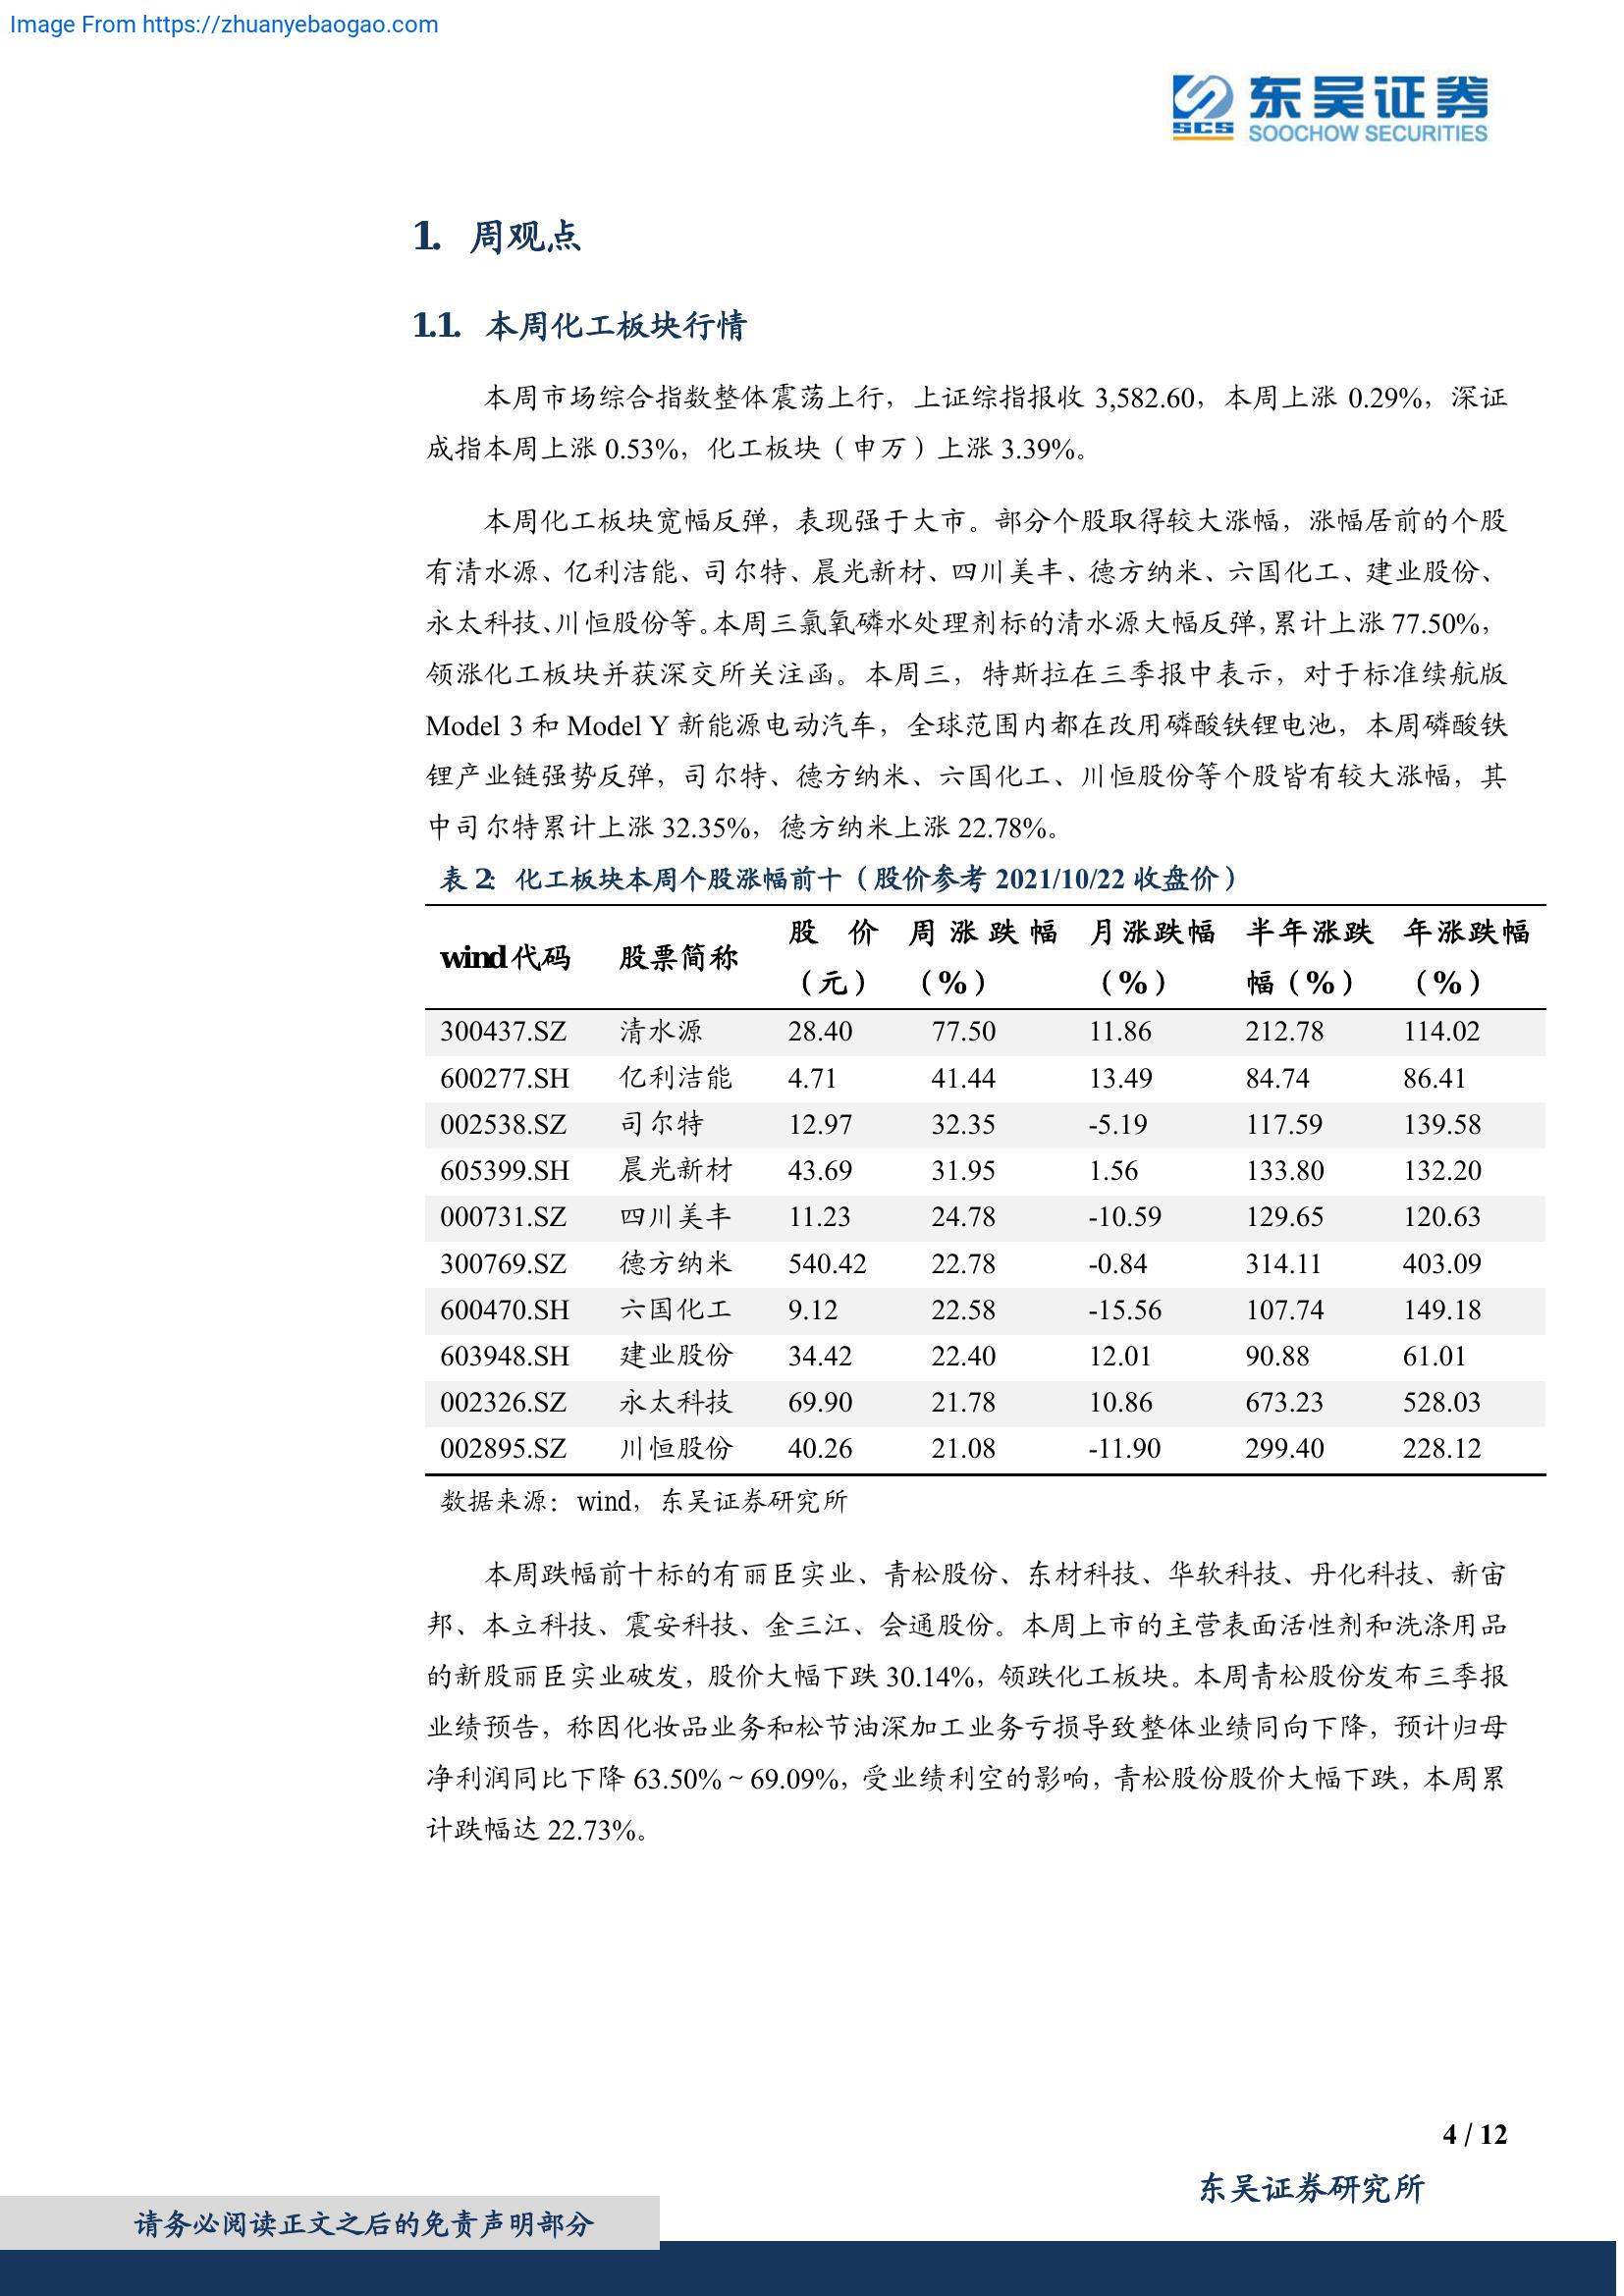 Image From https://zhuanyebaogao.com
SCS 东吴证券
SOOCHOW SECURITIES
1. 周观点
1.1. 本周化工板块行情
本周市场综合指数整体震荡上行，上证综指报收 3,582.60，本周上涨 0.29%，深证
成指本周上涨 0.53%，化工板块（申万）上涨 3.39%。
本周化工板块宽幅反弹，表现强于大市。部分个股取得较大涨幅，涨幅居前的个股
有清水源、亿利洁能、司尔特、晨光新材、四川美丰、德方纳米、六国化工、建业股份、
永太科技、川恒股份等。本周三氯氧磷水处理剂标的清水源大幅反弹，累计上涨 77.50%，
领涨化工板块并获深交所关注函。本周三，特斯拉在三季报中表示，对于标准续航版
Model 3 和 Model Y 新能源电动汽车，全球范围内都在改用磷酸铁锂电池，本周磷酸铁
锂产业链强势反弹，司尔特、德方纳米、六国化工、川恒股份等个股皆有较大涨幅，其
中司尔特累计上涨 32.35%，德方纳米上涨 22.78%。
表 2：化工板块本周个股涨幅前十（股价参考 2021/10/22 收盘价）
wind 代码 股票简称 股价（元） 周涨跌幅（%） 月涨跌幅（%） 半年涨跌幅（%） 年涨跌幅（%）
300437.SZ 清水源 28.40 77.50 11.86 212.78 114.02
600277.SH 亿利洁能 4.71 41.44 13.49 84.74 86.41
002538.SZ 司尔特 12.97 32.35 -5.19 117.59 139.58
605399.SH 晨光新材 43.69 31.95 1.56 133.80 132.20
000731.SZ 四川美丰 11.23 24.78 -10.59 129.65 120.63
300769.SZ 德方纳米 540.42 22.78 -0.84 314.11 403.09
600470.SH 六国化工 9.12 22.58 -15.56 107.74 149.18
603948.SH 建业股份 34.42 22.40 12.01 90.88 61.01
002326.SZ 永太科技 69.90 21.78 10.86 673.23 528.03
002895.SZ 川恒股份 40.26 21.08 -11.90 299.40 228.12
数据来源：wind，东吴证券研究所
本周跌幅前十标的有丽臣实业、青松股份、东材科技、华软科技、丹化科技、新宙
邦、本立科技、震安科技、金三江、会通股份。本周上市的主营表面活性剂和洗涤用品
的新股丽臣实业破发，股价大幅下跌 30.14%，领跌化工板块。本周青松股份发布三季报
业绩预告，称因化妆品业务和松节油深加工业务亏损导致整体业绩同向下降，预计归母
净利润同比下降 63.50%~69.09%，受业绩利空的影响，青松股份股价大幅下跌，本周累
计跌幅达 22.73%。
4 / 12
东吴证券研究所
请务必阅读正文之后的免责声明部分